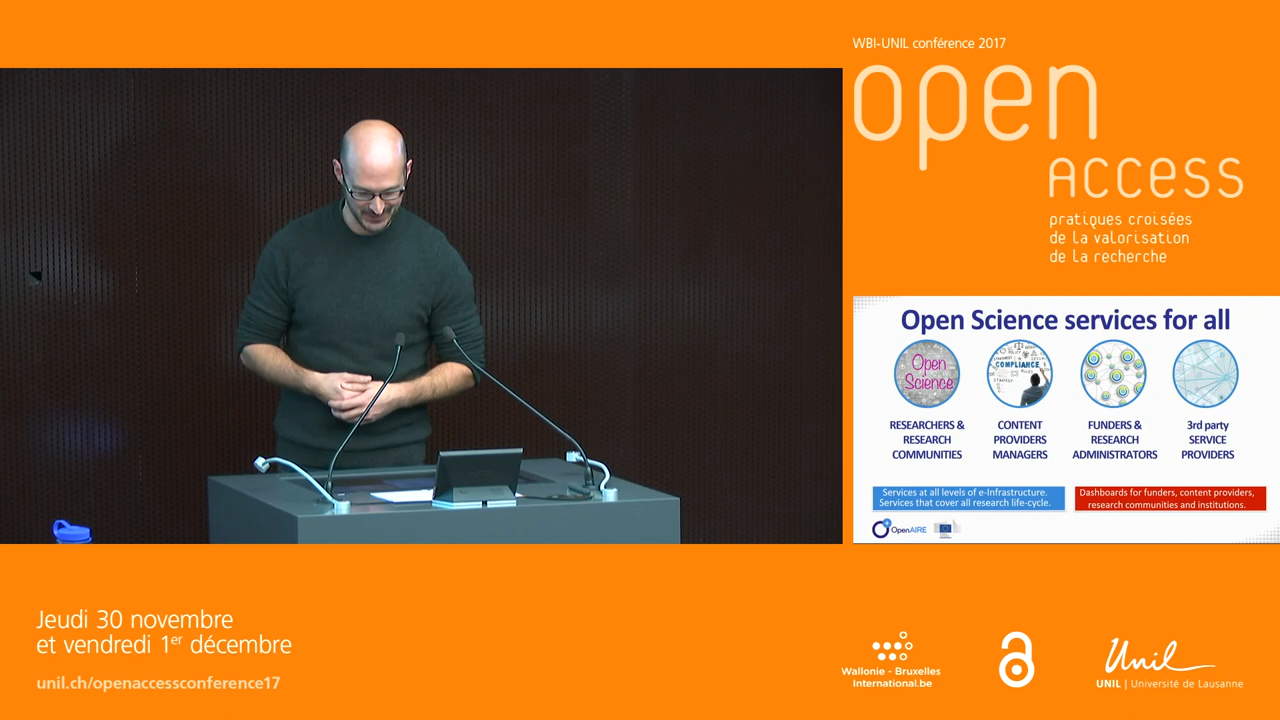 WBI-UNIL conférence 2017
open
access
pratiques croisées
de la valorisation
de la recherche
Open Science services for all
Open
Science
COMPLIANCE
STRATEGY
RESEARCHERS &
RESEARCH
COMMUNITIES
CONTENT
PROVIDERS
MANAGERS
FUNDERS &
RESEARCH
ADMINISTRATORS
3rd party
SERVICE
PROVIDERS
Services at all levels of e-Infrastructure.
Services that cover all research life-cycle.
Dashboards for funders, content providers,
research communities and institutions.
OpenAIRE
Jeudi 30 novembre
et vendredi 1er décembre
unil.ch/openaccessconference17
Wallonie - Bruxelles
International.be
Unil
UNIL | Université de Lausanne